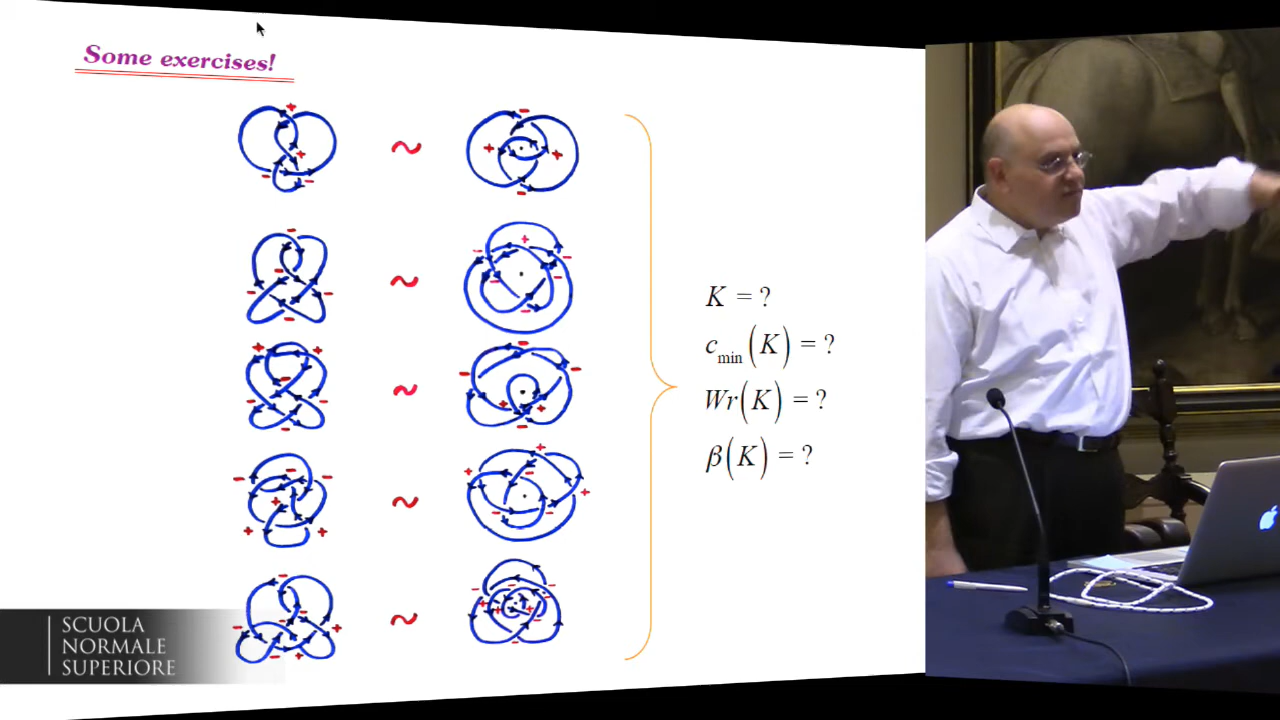 Some exercises!
K = ?
c_min(K) = ?
Wr(K) = ?
β(K) = ?
SCUOLA
NORMALE
SUPERIORE